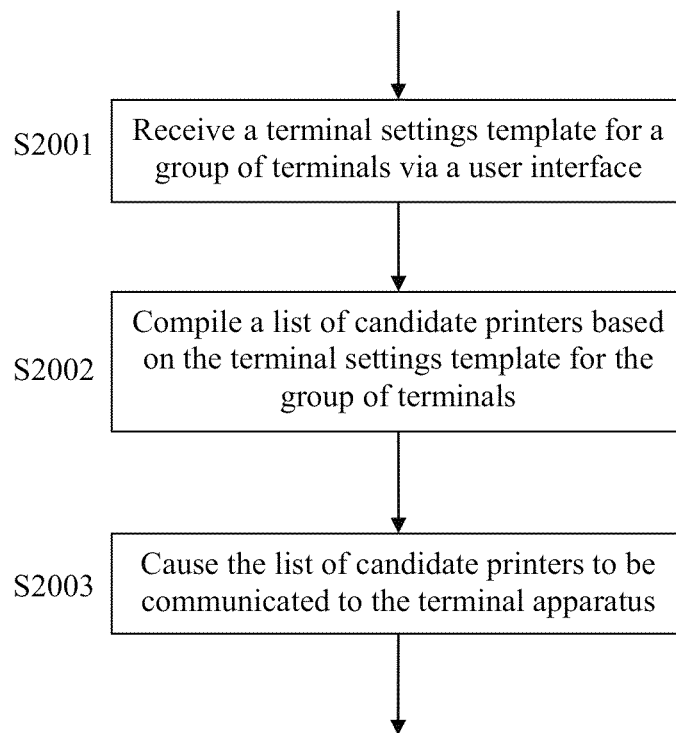 S2001
Receive a terminal settings template for a
group of terminals via a user interface
S2002
Compile a list of candidate printers based
on the terminal settings template for the
group of terminals
S2003
Cause the list of candidate printers to be
communicated to the terminal apparatus